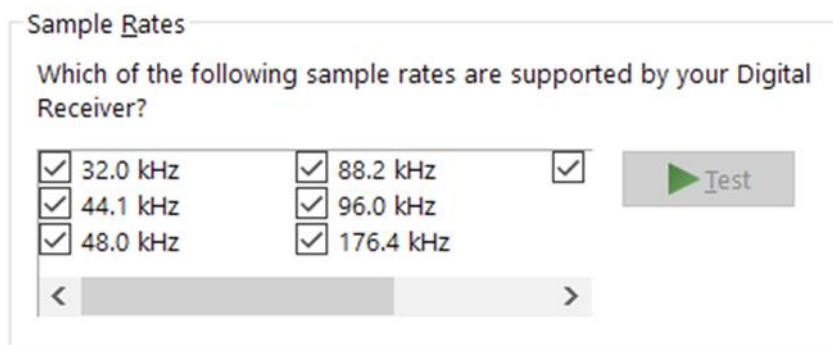 Sample Rates
Which of the following sample rates are supported by your Digital
Receiver?
32.0 kHz 88.2 kHz
44.1 kHz 96.0 kHz
48.0 kHz 176.4 kHz
Test